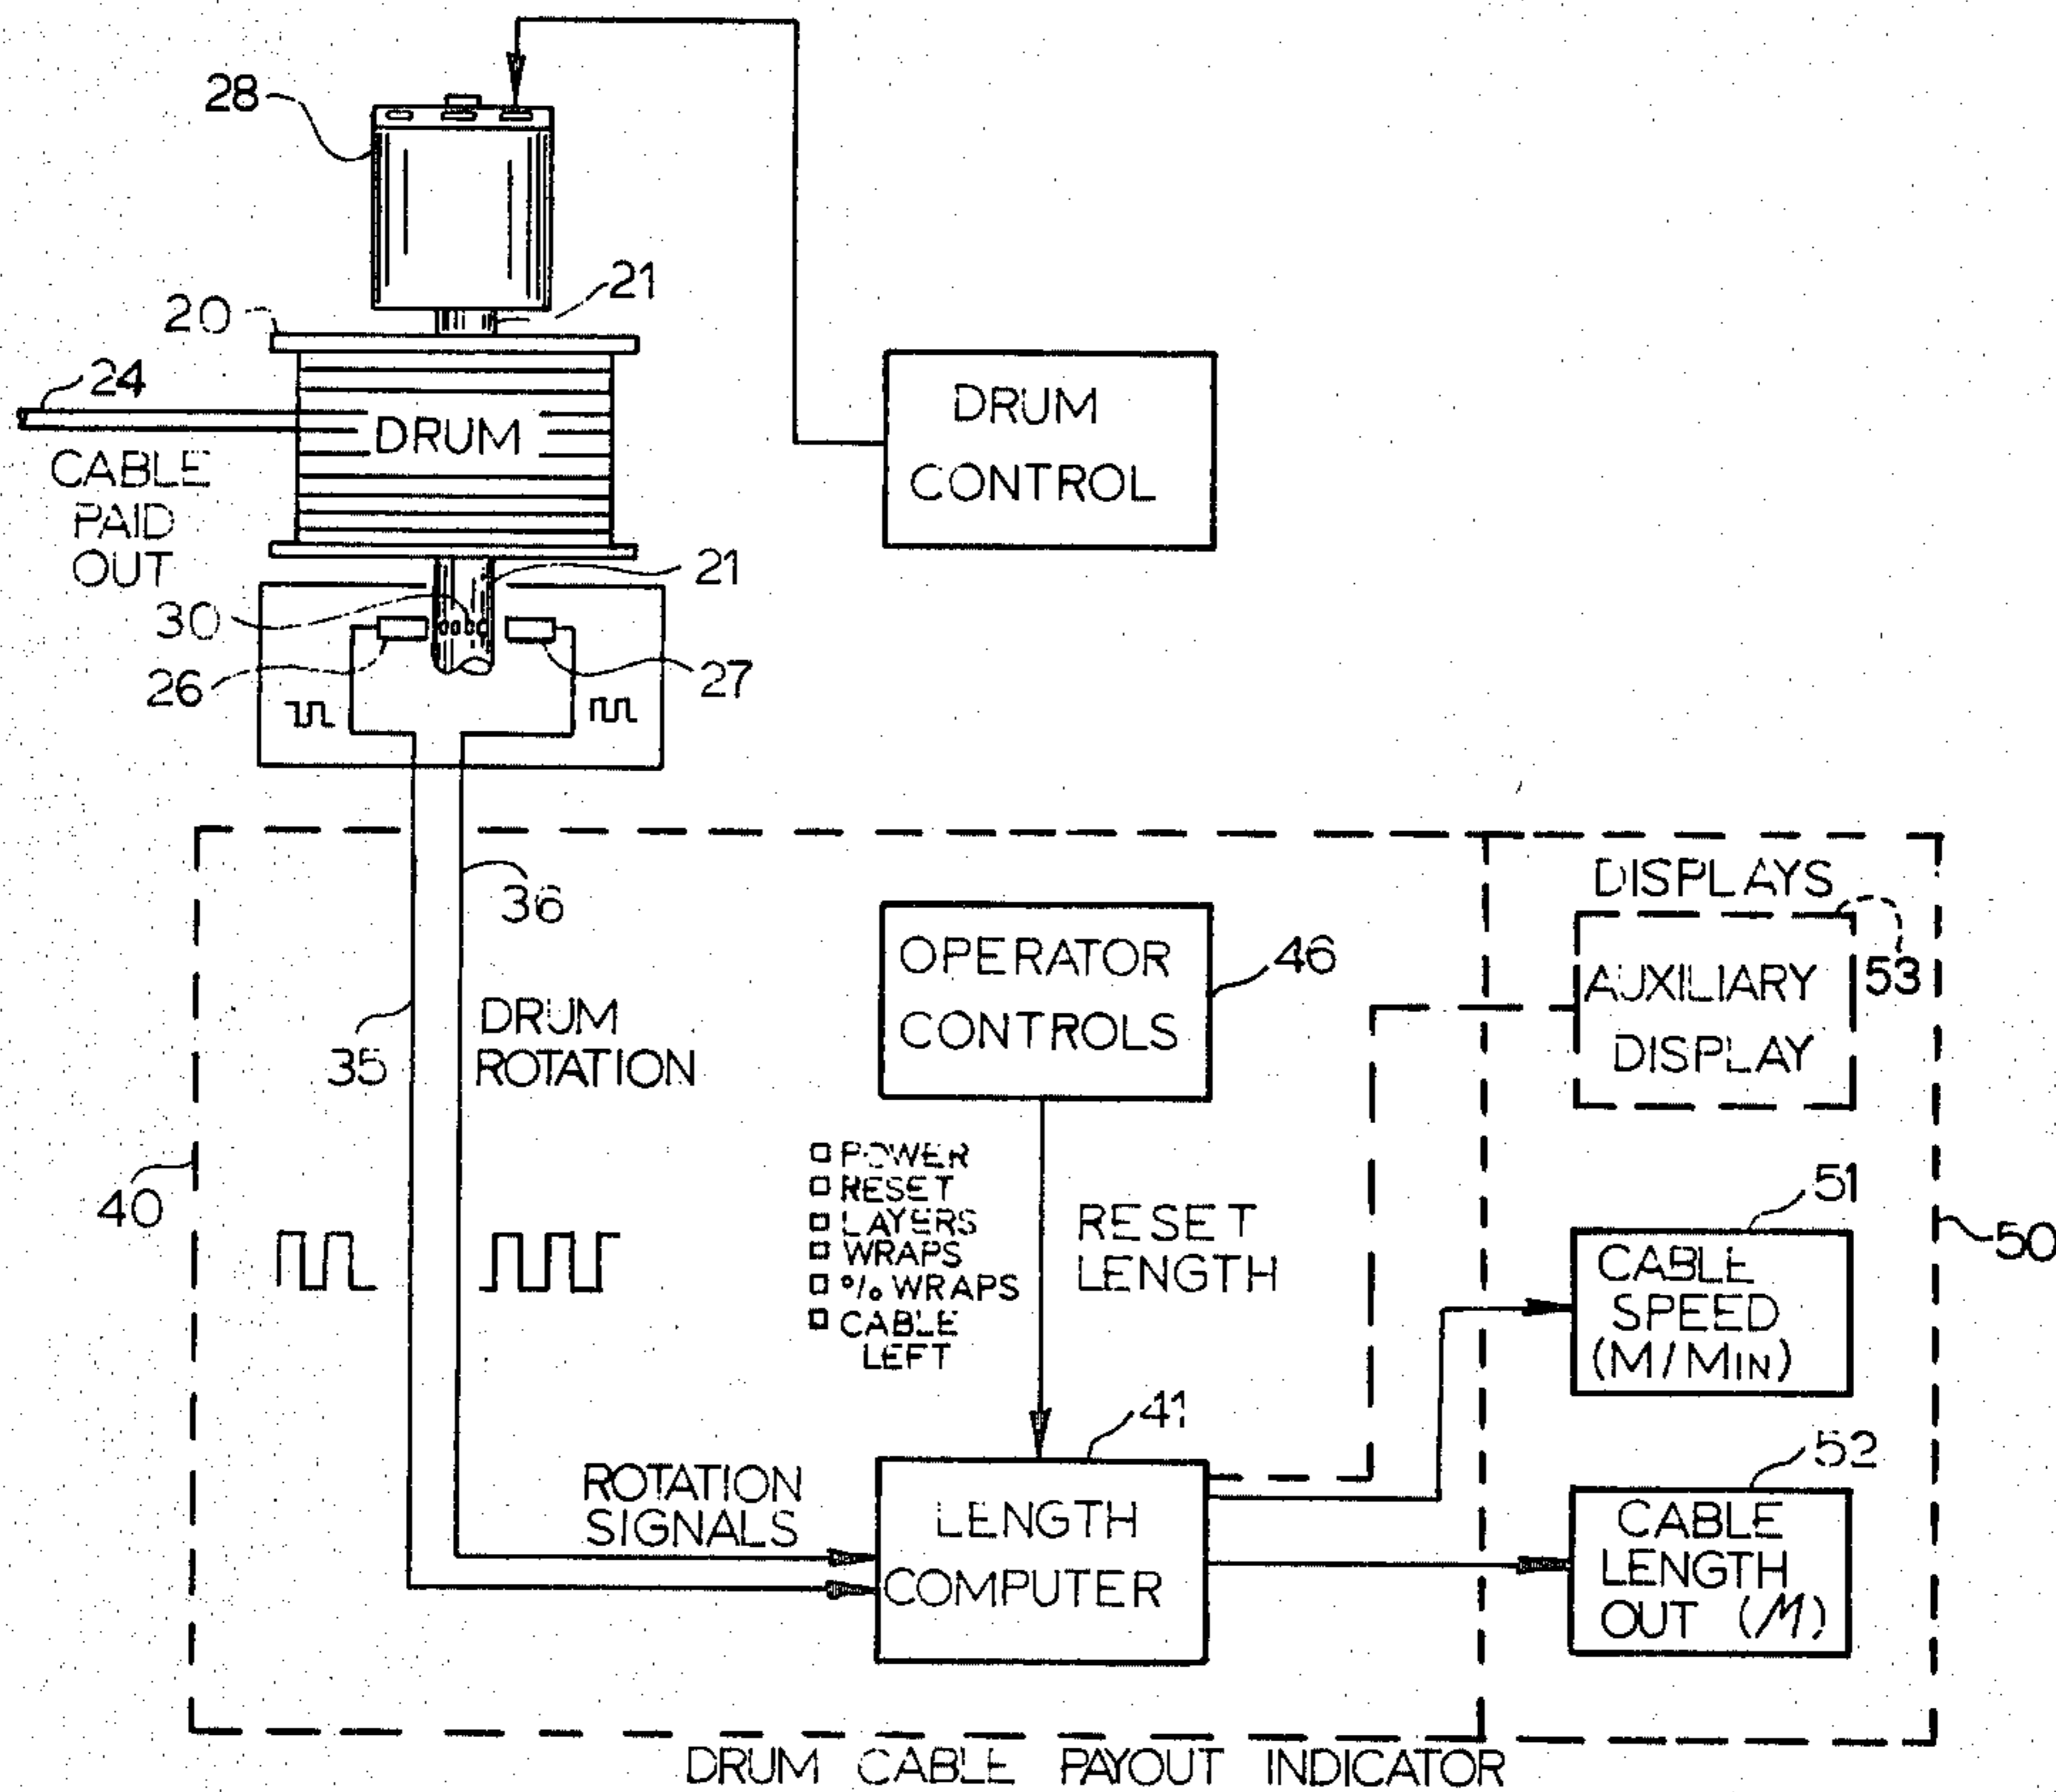 28
21
20
24
DRUM
CABLE
PAID
OUT
DRUM
CONTROL
21
30
26
27
36
35
DRUM
ROTATION
40
OPERATOR
CONTROLS
46
□ POWER
□ RESET
□ LAYERS
□ WRAPS
□ % WRAPS
□ CABLE
LEFT
RESET
LENGTH
ROTATION
SIGNALS
41
LENGTH
COMPUTER
DISPLAYS
53
AUXILIARY
DISPLAY
51
50
CABLE
SPEED
(M/MIN)
52
CABLE
LENGTH
OUT (M)
DRUM CABLE PAYOUT INDICATOR